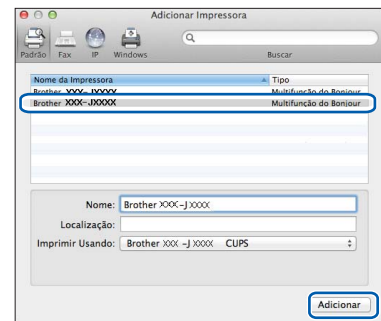 Adicionar Impressora
Padrão Fax IP Windows Buscar
Nome da Impressora Tipo
Brother XXX-JXXXX Multifunção do Bonjour
Brother XXX-JXXXX Multifunção do Bonjour
Nome: Brother XXX-JXXXX
Localização:
Imprimir Usando: Brother XXX -J XXXX CUPS
Adicionar